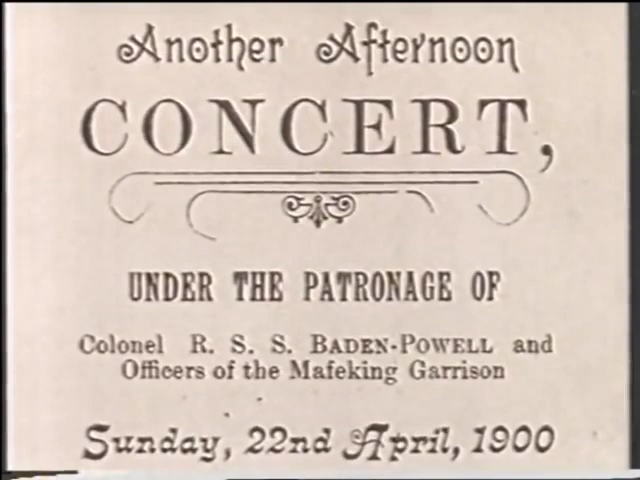 Another Afternoon
CONCERT,
UNDER THE PATRONAGE OF
Colonel R. S. S. BADEN-POWELL and
Officers of the Mafeking Garrison
Sunday, 22nd April, 1900